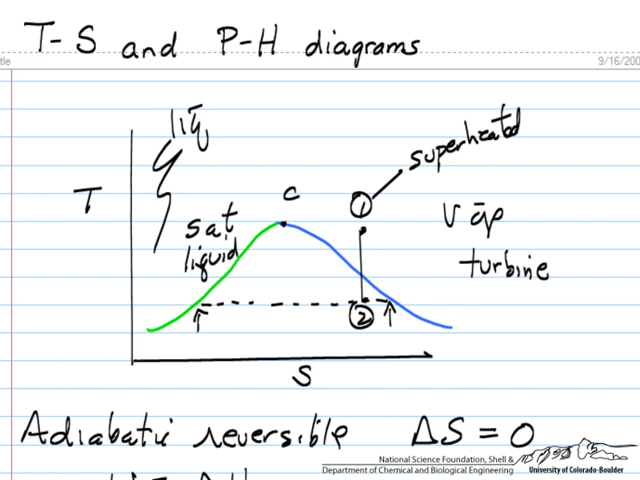 T-S and P-H diagrams
tle
9/16/200
liq
superheated
C
1
T
sat
liquid
Vap
turbine
2
S
Adiabatic reversible ΔS = 0
National Science Foundation, Shell &
Department of Chemical and Biological Engineering
University of Colorado-Boulder